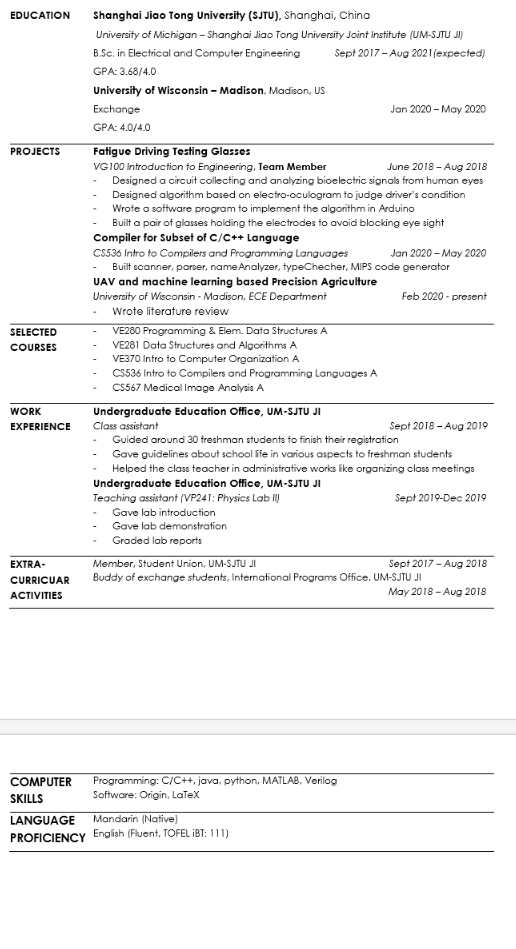 EDUCATION Shanghai Jiao Tong University (SJTU), Shanghai, China
University of Michigan – Shanghai Jiao Tong University Joint Institute (UM-SJTU JI)
B.Sc. in Electrical and Computer Engineering Sept 2017 – Aug 2021(expected)
GPA: 3.68/4.0
University of Wisconsin – Madison, Madison, US
Exchange Jan 2020 – May 2020
GPA: 4.0/4.0
PROJECTS Fatigue Driving Testing Glasses
VG100 Introduction to Engineering, Team Member June 2018 – Aug 2018
- Designed a circuit collecting and analyzing bioelectric signals from human eyes
- Designed algorithm based on electro-oculogram to judge driver's condition
- Wrote a software program to implement the algorithm in Arduino
- Built a pair of glasses holding the electrodes to avoid blocking eye sight
Compiler for Subset of C/C++ Language
CS536 Intro to Compilers and Programming Languages Jan 2020 – May 2020
- Built scanner, parser, nameAnalyzer, typeChecher, MIPS code generator
UAV and machine learning based Precision Agriculture
University of Wisconsin - Madison, ECE Department Feb 2020 - present
- Wrote literature review
SELECTED COURSES
- VE280 Programming & Elem. Data Structures A
- VE281 Data Structures and Algorithms A
- VE370 Intro to Computer Organization A
- CS536 Intro to Compilers and Programming Languages A
- CS567 Medical Image Analysis A
WORK EXPERIENCE
Undergraduate Education Office, UM-SJTU JI
Class assistant Sept 2018 – Aug 2019
- Guided around 30 freshman students to finish their registration
- Gave guidelines about school life in various aspects to freshman students
- Helped the class teacher in administrative works like organizing class meetings
Undergraduate Education Office, UM-SJTU JI
Teaching assistant (VP241: Physics Lab II) Sept 2019-Dec 2019
- Gave lab introduction
- Gave lab demonstration
- Graded lab reports
EXTRA-CURRICUAR ACTIVITIES
Member, Student Union, UM-SJTU JI Sept 2017 – Aug 2018
Buddy of exchange students, International Programs Office, UM-SJTU JI
May 2018 – Aug 2018
COMPUTER SKILLS
Programming: C/C++, java, python, MATLAB, Verilog
Software: Origin, LaTeX
LANGUAGE PROFICIENCY
Mandarin (Native)
English (Fluent, TOFEL iBT: 111)